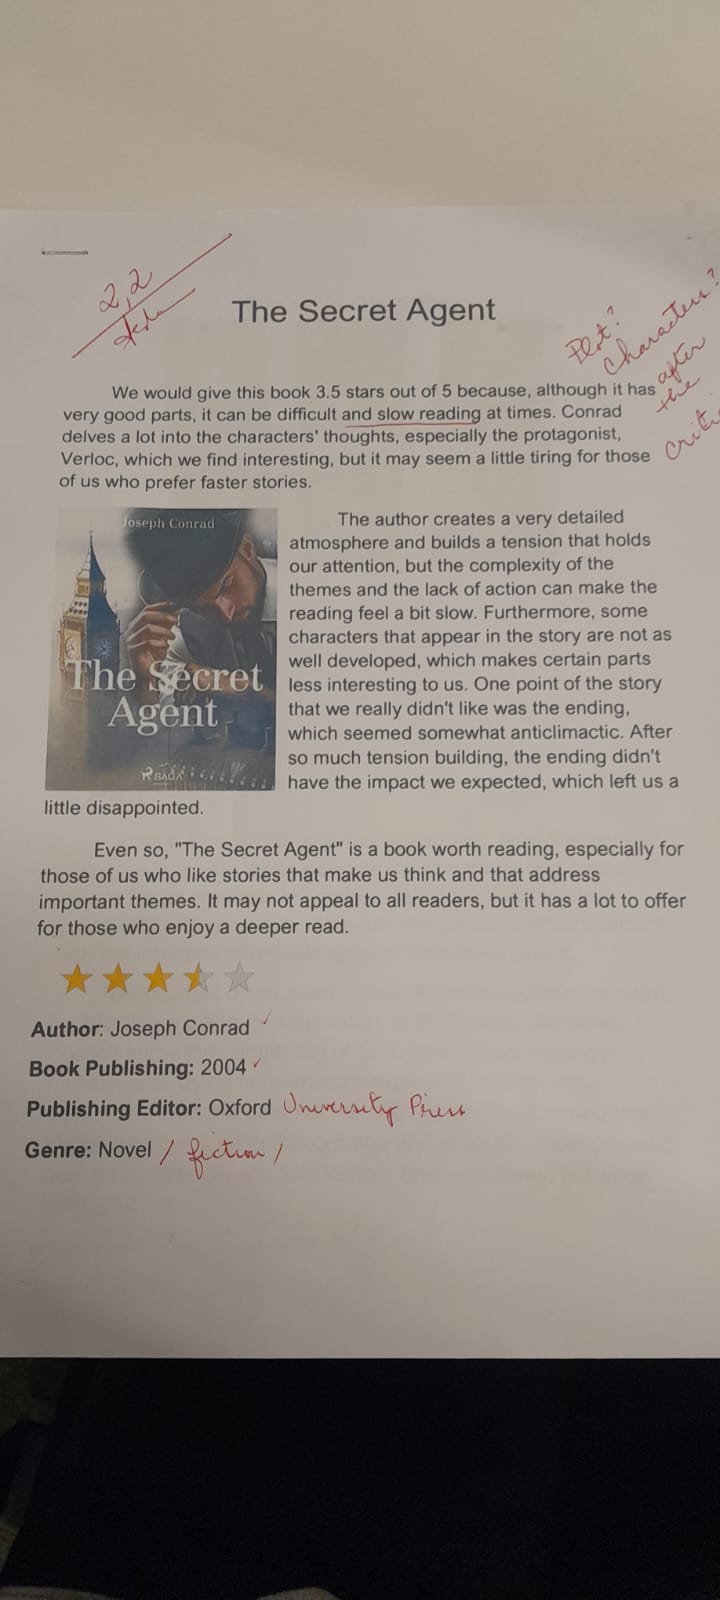 2,2
The Secret Agent
Plot?
Characters?
after
the
We would give this book 3.5 stars out of 5 because, although it has
very good parts, it can be difficult and slow reading at times. Conrad
delves a lot into the characters' thoughts, especially the protagonist,
Verloc, which we find interesting, but it may seem a little tiring for those
of us who prefer faster stories.
Joseph Conrad
The Secret
Agent
SAGA
The author creates a very detailed
atmosphere and builds a tension that holds
our attention, but the complexity of the
themes and the lack of action can make the
reading feel a bit slow. Furthermore, some
characters that appear in the story are not as
well developed, which makes certain parts
less interesting to us. One point of the story
that we really didn't like was the ending,
which seemed somewhat anticlimactic. After
so much tension building, the ending didn't
have the impact we expected, which left us a
little disappointed.
Even so, "The Secret Agent" is a book worth reading, especially for
those of us who like stories that make us think and that address
important themes. It may not appeal to all readers, but it has a lot to offer
for those who enjoy a deeper read.
Author: Joseph Conrad
Book Publishing: 2004
Publishing Editor: Oxford University Press
Genre: Novel / fiction /